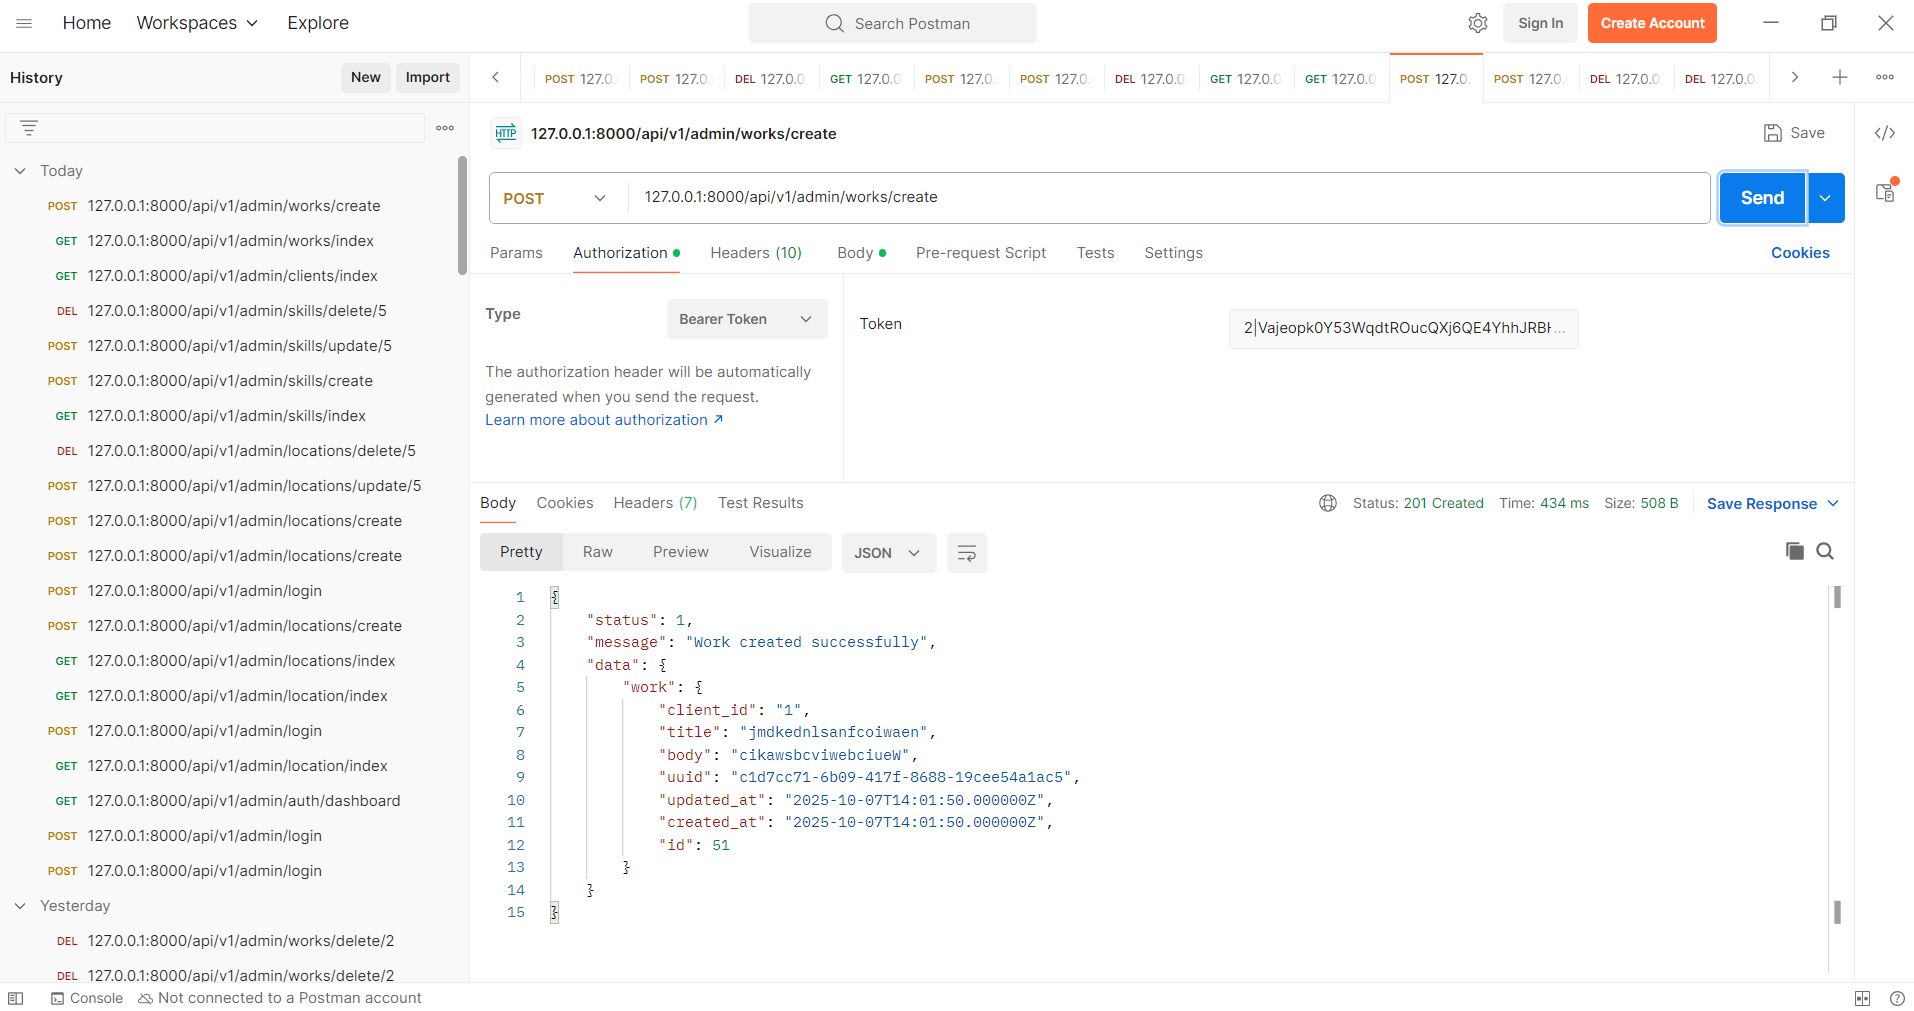 Home Workspaces Explore Search Postman Sign In Create Account
History New Import
POST 127.0. POST 127.0. DEL 127.0.0. GET 127.0.0 POST 127.0. POST 127.0. DEL 127.0.0. GET 127.0.0 GET 127.0.0 POST 127.0. POST 127.0. DEL 127.0.0 DEL 127.0.0.
Today
POST 127.0.0.1:8000/api/v1/admin/works/create
GET 127.0.0.1:8000/api/v1/admin/works/index
GET 127.0.0.1:8000/api/v1/admin/clients/index
DEL 127.0.0.1:8000/api/v1/admin/skills/delete/5
POST 127.0.0.1:8000/api/v1/admin/skills/update/5
POST 127.0.0.1:8000/api/v1/admin/skills/create
GET 127.0.0.1:8000/api/v1/admin/skills/index
DEL 127.0.0.1:8000/api/v1/admin/locations/delete/5
POST 127.0.0.1:8000/api/v1/admin/locations/update/5
POST 127.0.0.1:8000/api/v1/admin/locations/create
POST 127.0.0.1:8000/api/v1/admin/locations/create
POST 127.0.0.1:8000/api/v1/admin/login
POST 127.0.0.1:8000/api/v1/admin/locations/create
GET 127.0.0.1:8000/api/v1/admin/locations/index
GET 127.0.0.1:8000/api/v1/admin/location/index
POST 127.0.0.1:8000/api/v1/admin/login
GET 127.0.0.1:8000/api/v1/admin/location/index
GET 127.0.0.1:8000/api/v1/admin/auth/dashboard
POST 127.0.0.1:8000/api/v1/admin/login
POST 127.0.0.1:8000/api/v1/admin/login
Yesterday
DEL 127.0.0.1:8000/api/v1/admin/works/delete/2
DEL 127.0.0.1:8000/api/v1/admin/works/delete/2
HTTP 127.0.0.1:8000/api/v1/admin/works/create Save
POST 127.0.0.1:8000/api/v1/admin/works/create Send
Params Authorization Headers (10) Body Pre-request Script Tests Settings Cookies
Type Bearer Token
The authorization header will be automatically
generated when you send the request.
Learn more about authorization ↗
Token 2|Vajeopk0Y53WqdtROucQXj6QE4YhhJRBH...
Body Cookies Headers (7) Test Results Status: 201 Created Time: 434 ms Size: 508 B Save Response
Pretty Raw Preview Visualize JSON
1 {
2 "status": 1,
3 "message": "Work created successfully",
4 "data": {
5 "work": {
6 "client_id": "1",
7 "title": "jmdkednlsanfcoiwaen",
8 "body": "cikawsbcviwebciueW",
9 "uuid": "c1d7cc71-6b09-417f-8688-19cee54a1ac5",
10 "updated_at": "2025-10-07T14:01:50.000000Z",
11 "created_at": "2025-10-07T14:01:50.000000Z",
12 "id": 51
13 }
14 }
15 }
Console Not connected to a Postman account